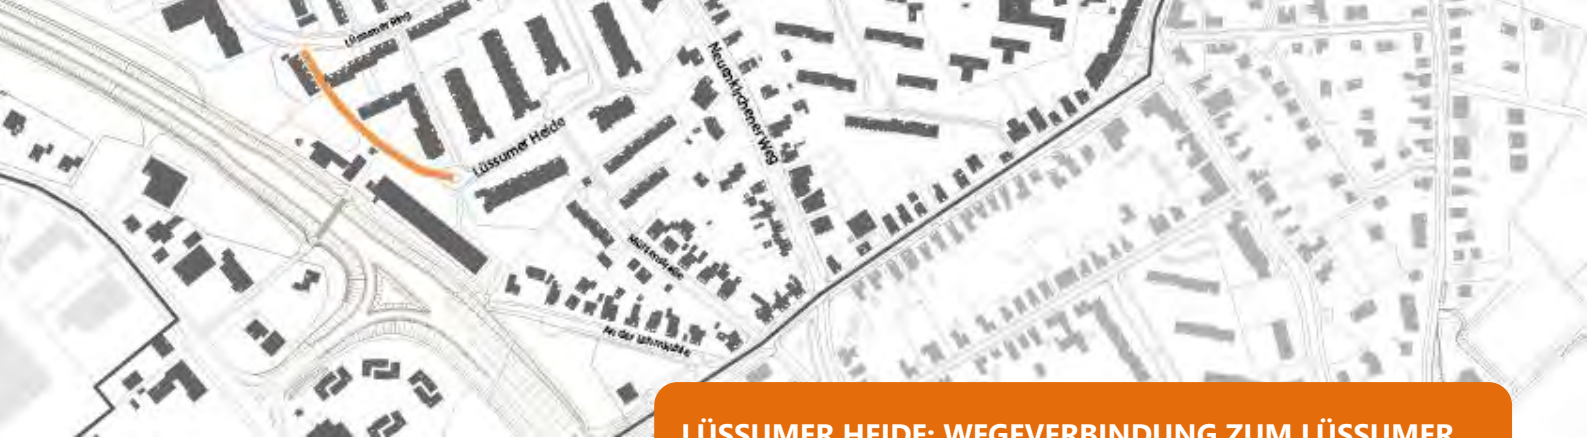 Lüssumer Ring
Neuenkirchener Weg
Lüssumer Heide
An der Lehmkuhle
LÜSSUMER HEIDE: WEGEVERBINDUNG ZUM LÜSSUMER